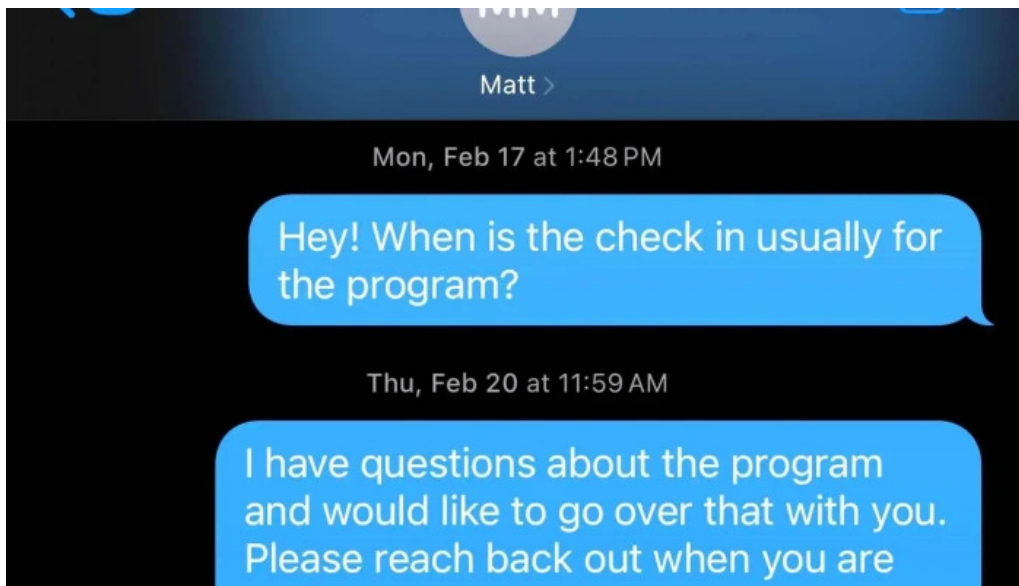 MM
Matt >
Mon, Feb 17 at 1:48 PM
Hey! When is the check in usually for
the program?
Thu, Feb 20 at 11:59 AM
I have questions about the program
and would like to go over that with you.
Please reach back out when you are